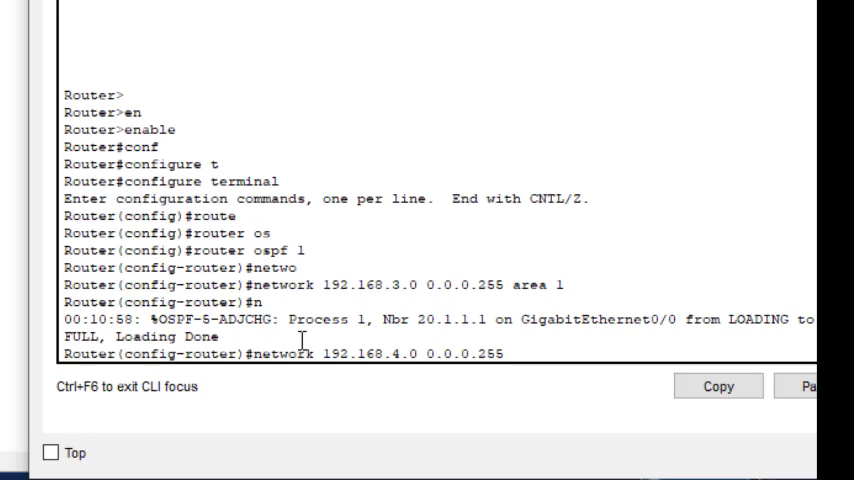 Router>
Router>en
Router>enable
Router#conf
Router#configure t
Router#configure terminal
Enter configuration commands, one per line.  End with CNTL/Z.
Router(config)#route
Router(config)#router os
Router(config)#router ospf 1
Router(config-router)#netwo
Router(config-router)#network 192.168.3.0 0.0.0.255 area 1
Router(config-router)#n
00:10:58: %OSPF-5-ADJCHG: Process 1, Nbr 20.1.1.1 on GigabitEthernet0/0 from LOADING to
FULL, Loading Done
Router(config-router)#network 192.168.4.0 0.0.0.255
Ctrl+F6 to exit CLI focus
Copy
Pa
Top